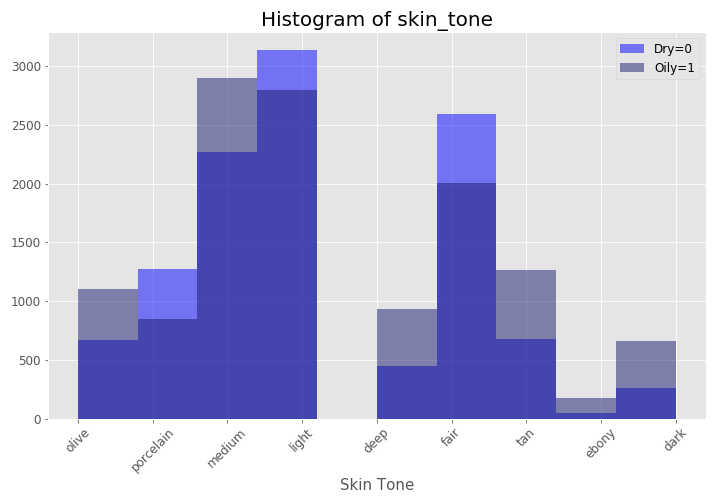 Histogram of skin_tone
Dry=0
Oily=1
3000
2500
2000
1500
1000
500
0
olive
porcelain
medium
light
deep
fair
tan
ebony
dark
Skin Tone